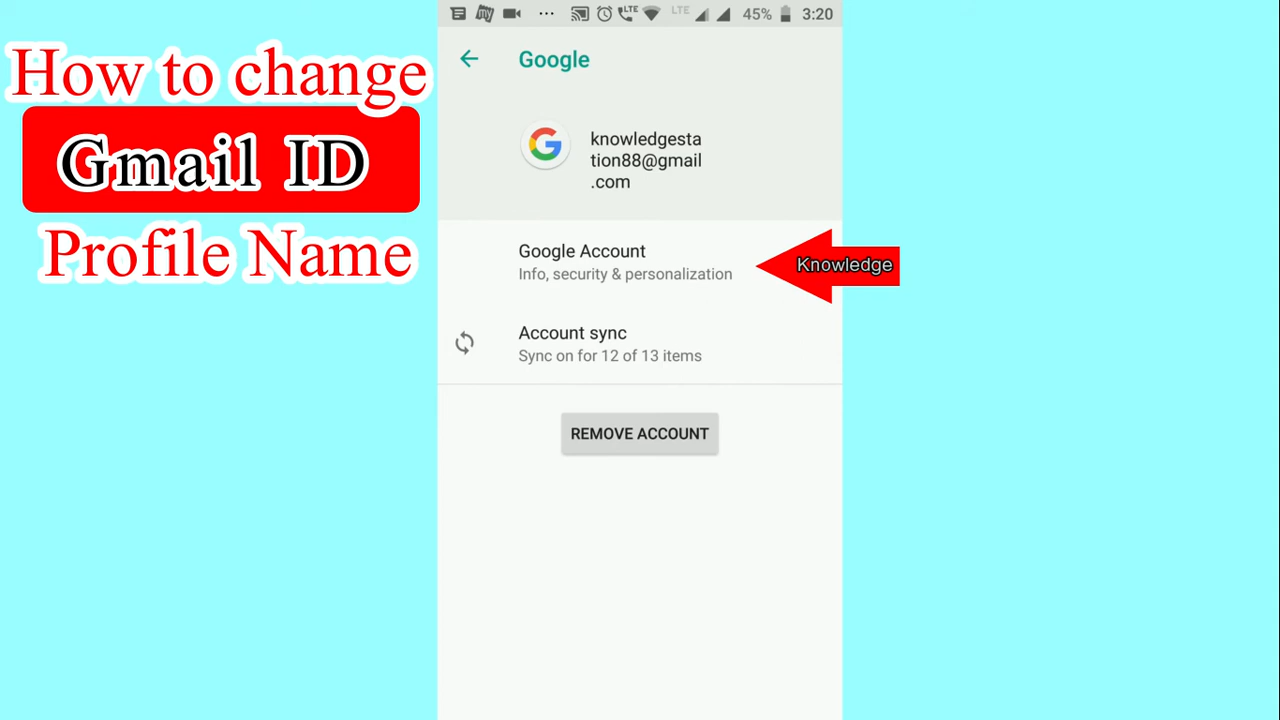 How to change
Gmail ID
Profile Name
LTE LTE 45% 3:20
Google
knowledgesta
tion88@gmail
.com
Google Account
Info, security & personalization
Knowledge
Account sync
Sync on for 12 of 13 items
REMOVE ACCOUNT